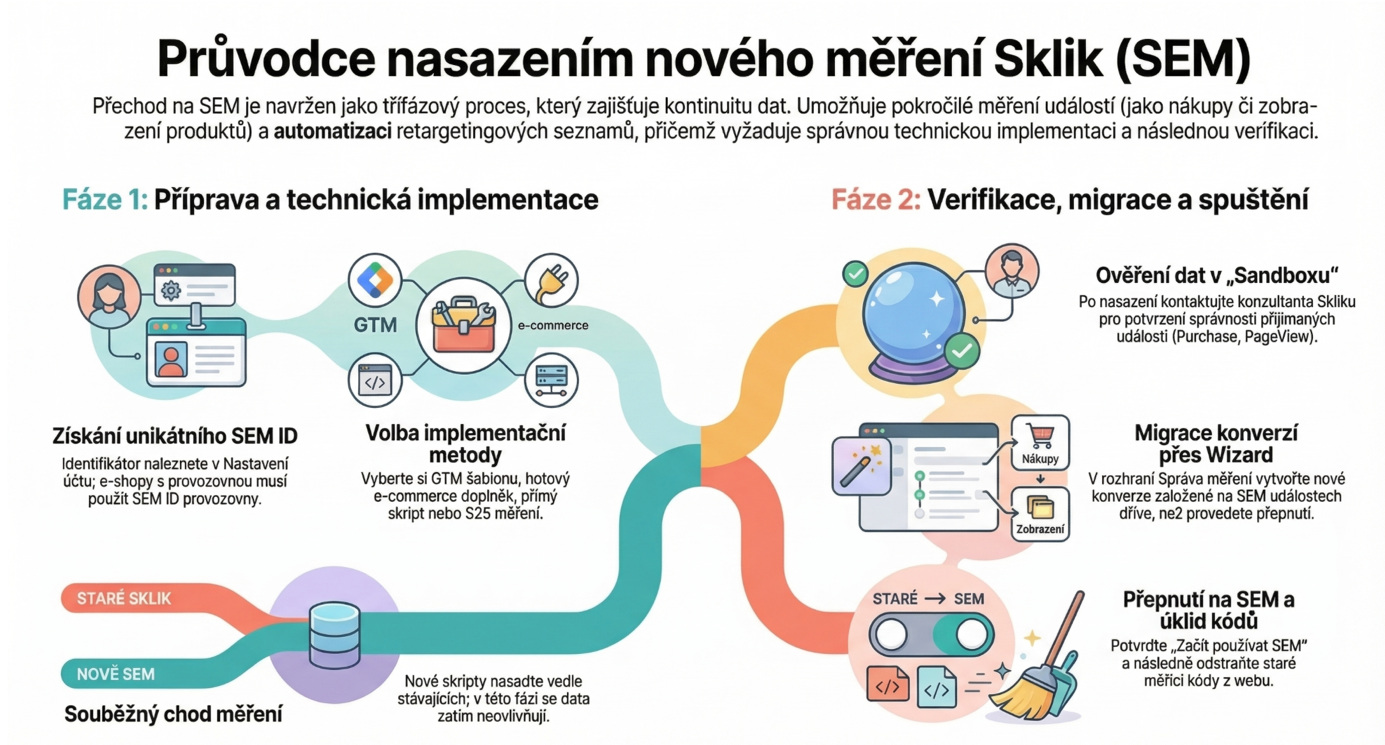 Průvodce nasazením nového měření Sklik (SEM)
Přechod na SEM je navržen jako třífázový proces, který zajišťuje kontinuitu dat. Umožňuje pokročilé měření událostí (jako nákupy či zobra-
zení produktů) a automatizaci retargetingových seznamů, přičemž vyžaduje správnou technickou implementaci a následnou verífikaci.
Fáze 1: Příprava a technická implementace
GTM
e-commerce
Získání unikátního SEM ID
Identifikátor naleznete v Nastavení
účtu; e-shopy s provozovnou musí
použít SEM ID provozovny.
Volba implementační
metody
Vyberte si GTM šablonu, hotový
e-commerce doplněk, přímý
skript nebo S25 měření.
STARÉ SKLIK
NOVĚ SEM
Souběžný chod měření
Nové skripty nasaďte vedle
stávajících; v této fázi se data
zatim neovlivňují.
Fáze 2: Verifikace, migrace a spuštění
Ověření dat v „Sandboxu“
Po nasazení kontaktujte konzultanta Skliku
pro potvrzení správnosti přijimaných
události (Purchase, PageView).
Nákupy
Zobrazení
Migrace konverzí
přes Wizard
V rozhraní Správa měření vytvořte nové
konverze založené na SEM událostech
dříve, ne2 provedete přepnutí.
STARÉ → SEM
Přepnutí na SEM a
úklid kódů
Potvrďte „Začít používat SEM“
a následně odstraňte staré
měřici kódy z webu.